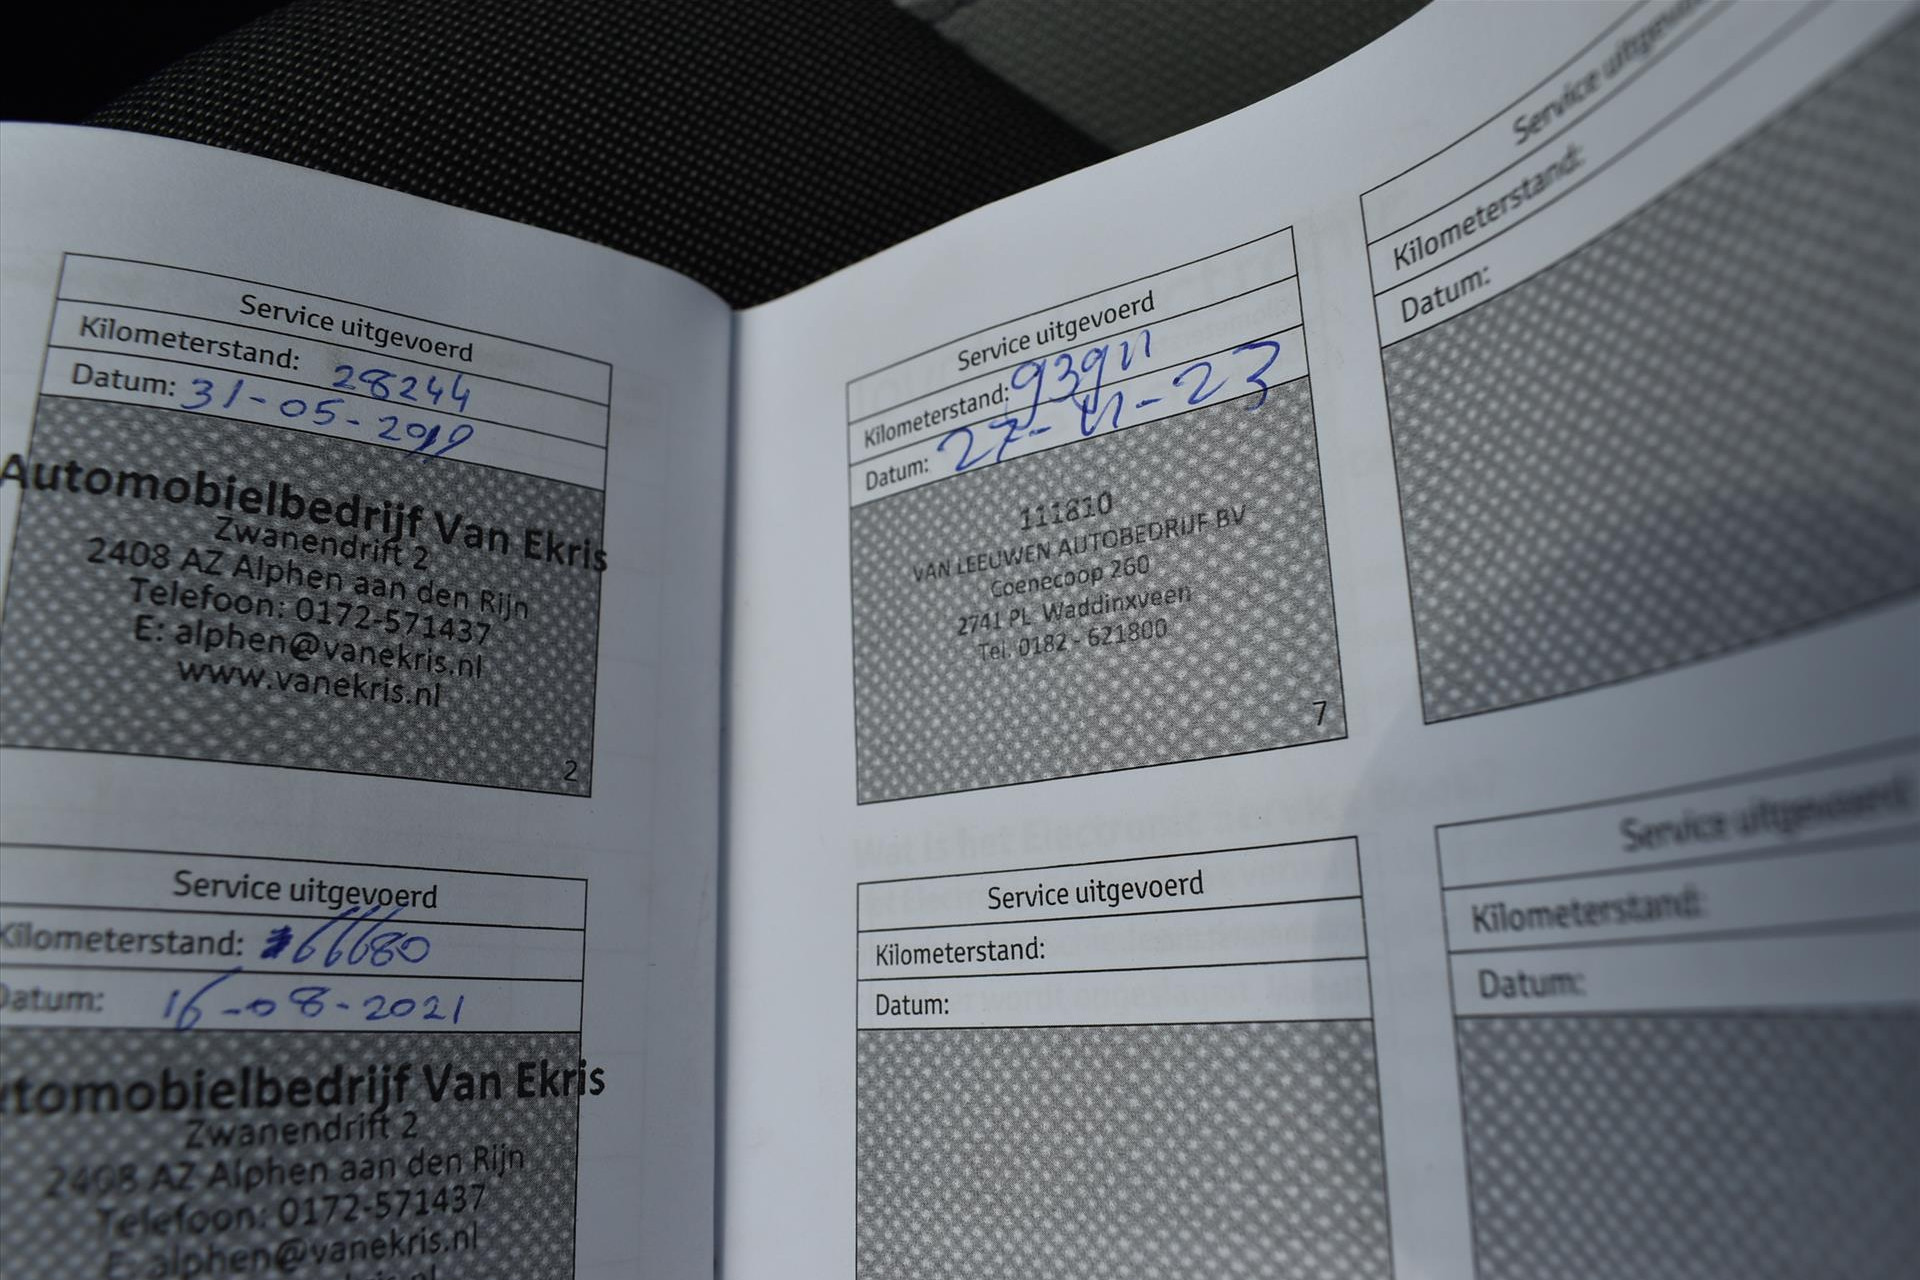 Service uitgevoerd
Kilometerstand: 28244
Datum: 31-05-2019
Automobielbedrijf Van Ekris
Zwanendrift 2
2408 AZ Alphen aan den Rijn
Telefoon: 0172-571437
E: alphen@vanekris.nl
www.vanekris.nl
2
Service uitgevoerd
Kilometerstand: 66680
Datum: 16-08-2021
tomobielbedrijf Van Ekris
Zwanendrift 2
2408 AZ Alphen aan den Rijn
Telefoon: 0172-571437
E: alphen@vanekris.nl
Service uitgevoerd
Kilometerstand: 93911
Datum: 27-11-23
111810
VAN LEEUWEN AUTOBEDRIJF BV
Coenecoop 260
2741 PL Waddinxveen
Tel. 0182 - 621800
7
Service uitgevoerd
Kilometerstand:
Datum:
Service uitgevoerd
Kilometerstand:
Datum:
Service uitgevoerd
Kilometerstand:
Datum: